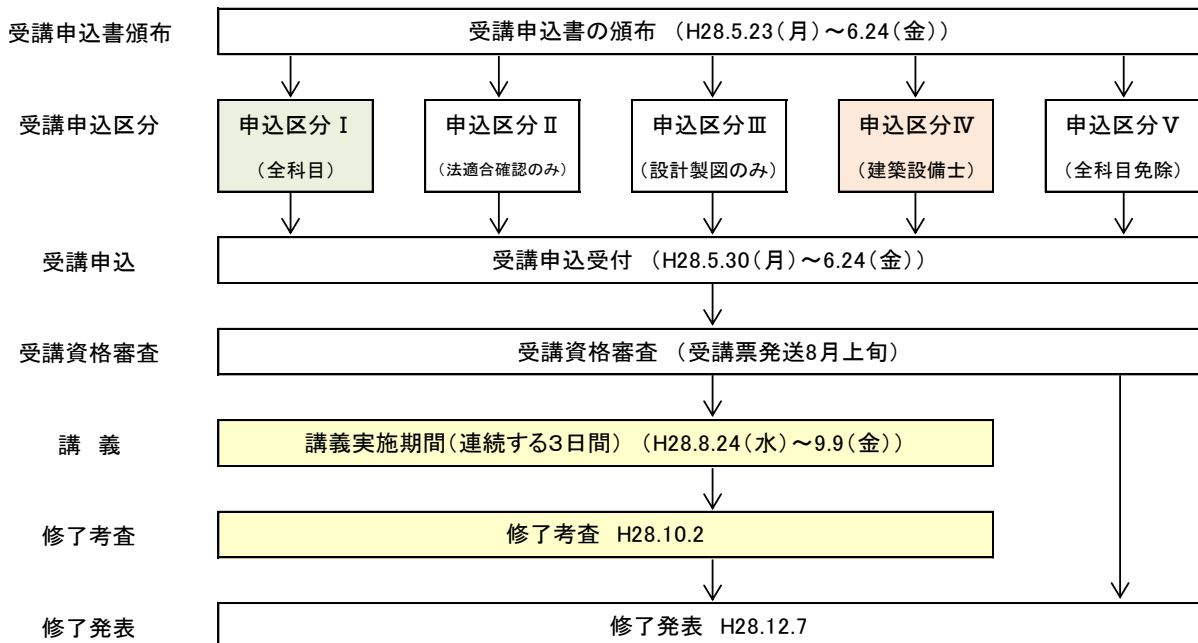 受講申込書頒布
受講申込書の頒布 （H28.5.23（月）～6.24（金））
受講申込区分
申込区分Ⅰ
（全科目）
申込区分Ⅱ
（法適合確認のみ）
申込区分Ⅲ
（設計製図のみ）
申込区分Ⅳ
（建築設備士）
申込区分Ⅴ
（全科目免除）
受講申込
受講申込受付 （H28.5.30（月）～6.24（金））
受講資格審査
受講資格審査 （受講票発送8月上旬）
講 義
講義実施期間（連続する３日間） （H28.8.24（水）～9.9（金））
修了考査
修了考査 H28.10.2
修了発表
修了発表 H28.12.7